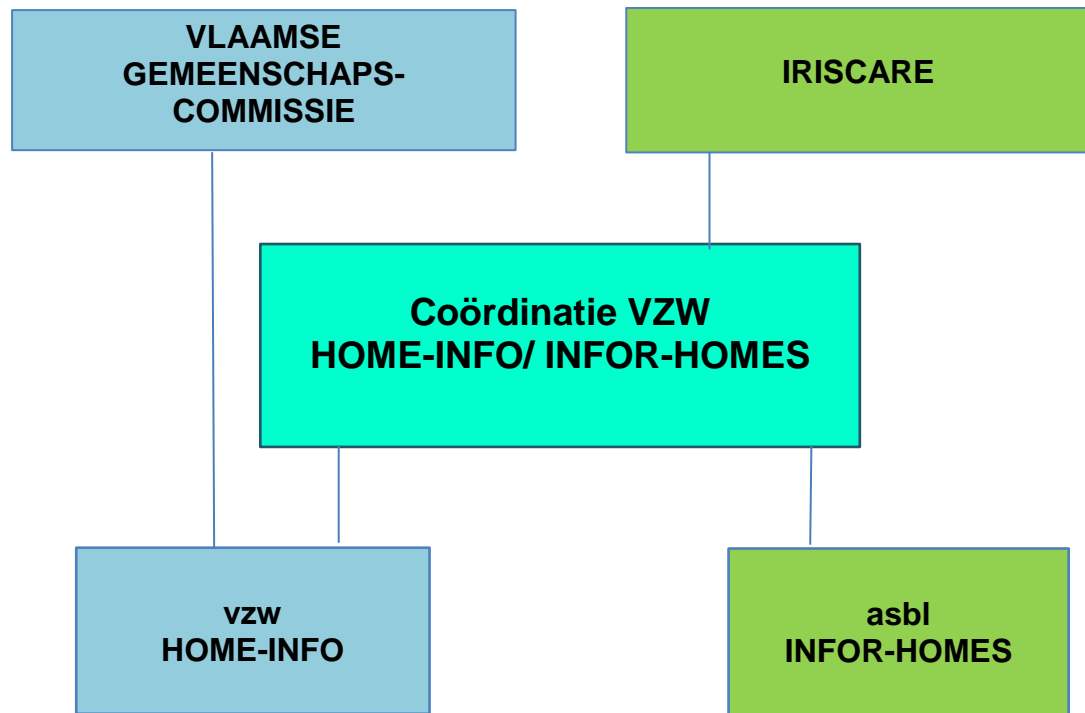 VLAAMSE
GEMEENSCHAPS-
COMMISSIE
IRISCARE
Coördinatie VZW
HOME-INFO/ INFOR-HOMES
vzw
HOME-INFO
asbl
INFOR-HOMES